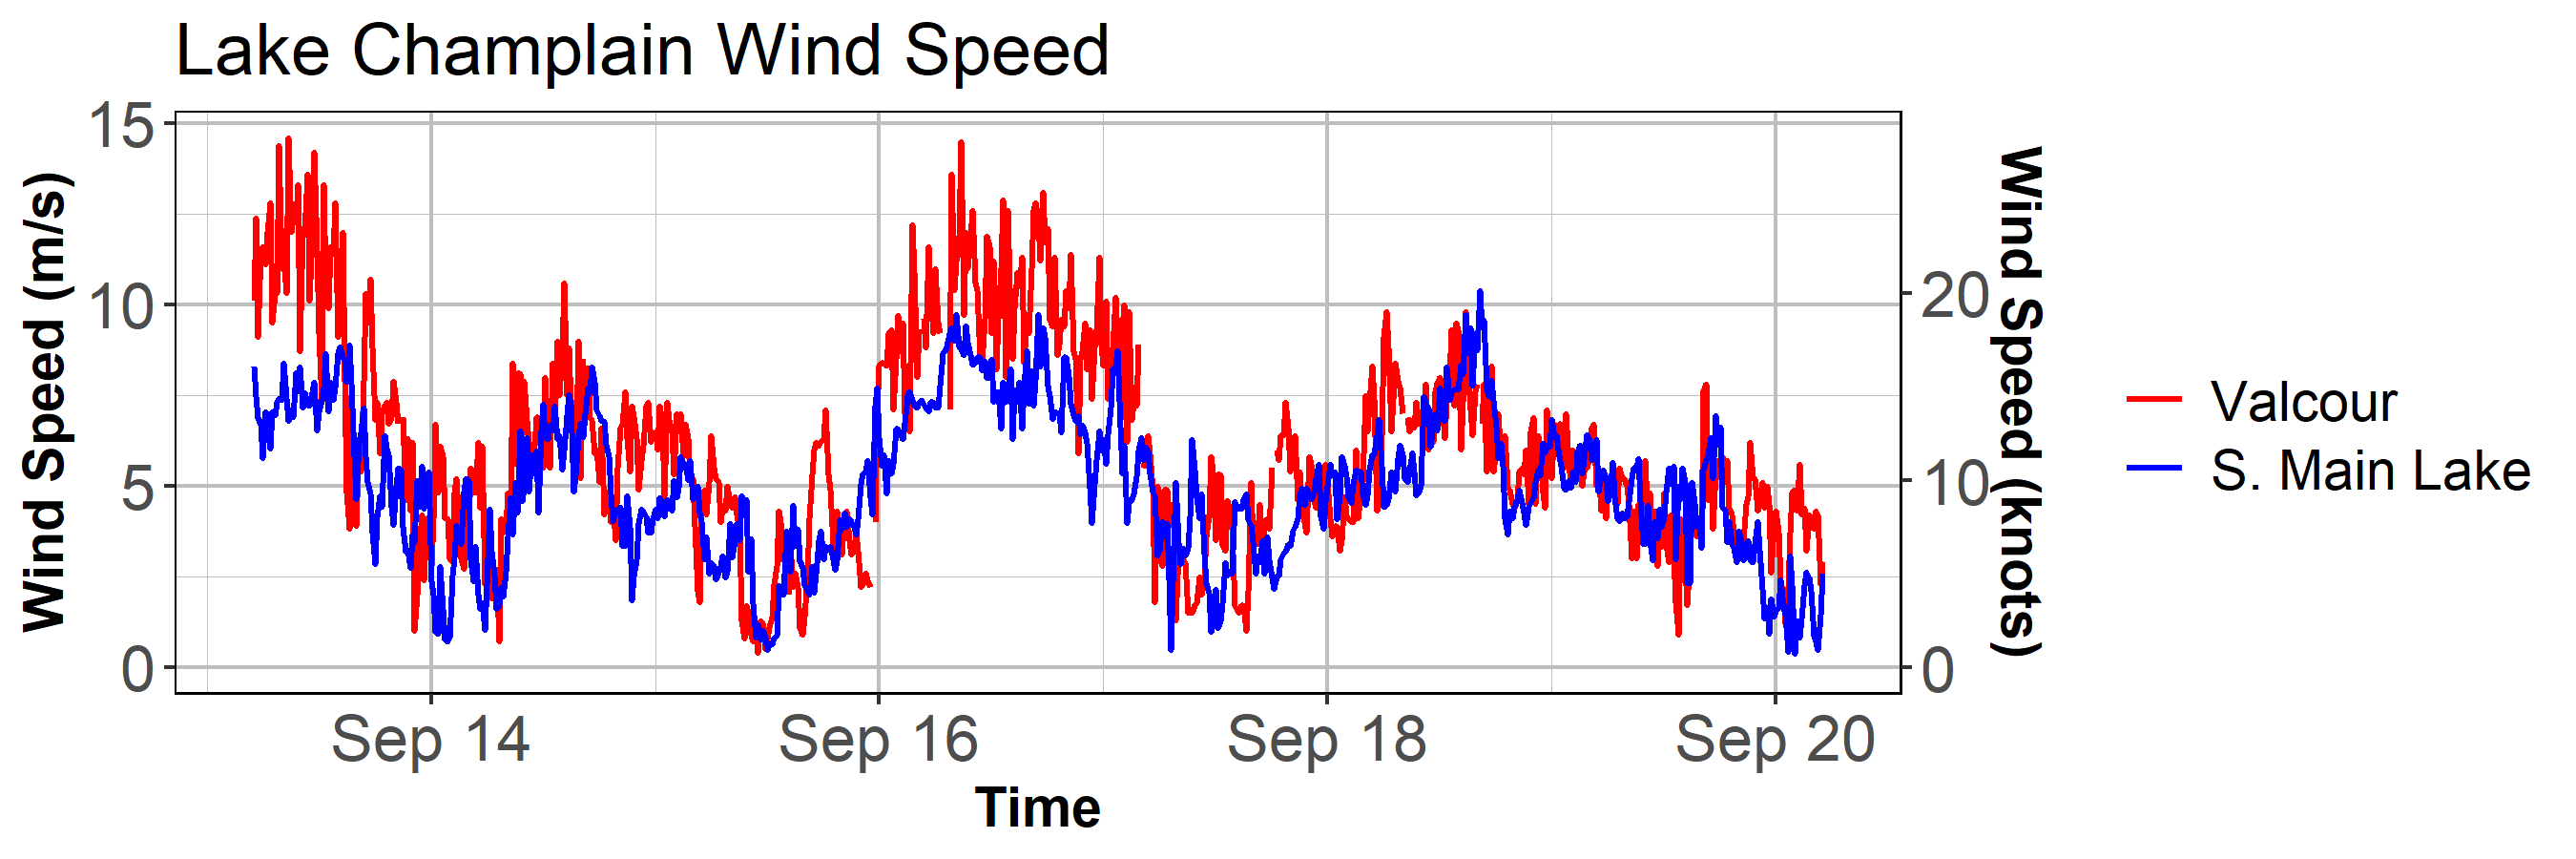 Lake Champlain Wind Speed
Wind Speed (m/s)
15
10
5
0
Wind Speed (knots)
20
10
0
Sep 14
Sep 16
Sep 18
Sep 20
Time
Valcour
S. Main Lake